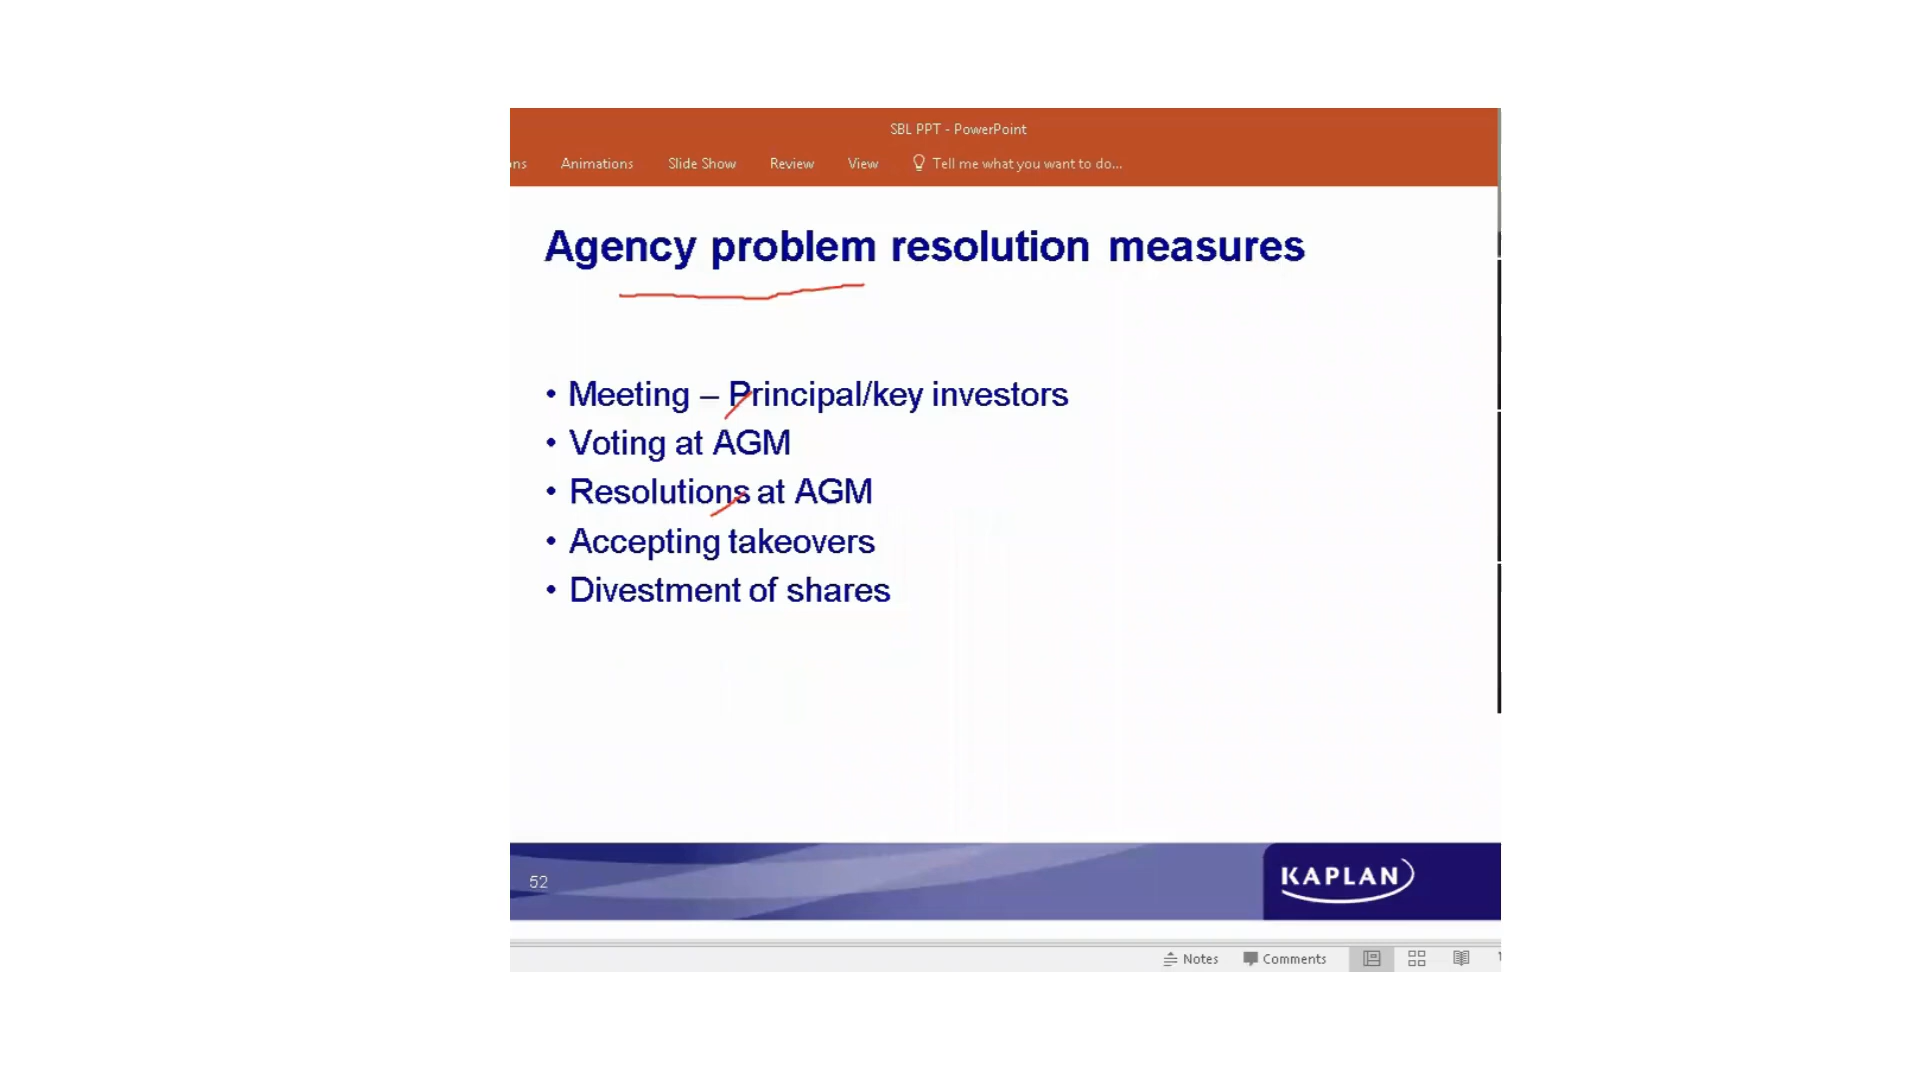 SBL PPT - PowerPoint
ons Animations Slide Show Review View Tell me what you want to do...
Agency problem resolution measures
• Meeting – Principal/key investors
• Voting at AGM
• Resolutions at AGM
• Accepting takeovers
• Divestment of shares
52 KAPLAN
Notes Comments